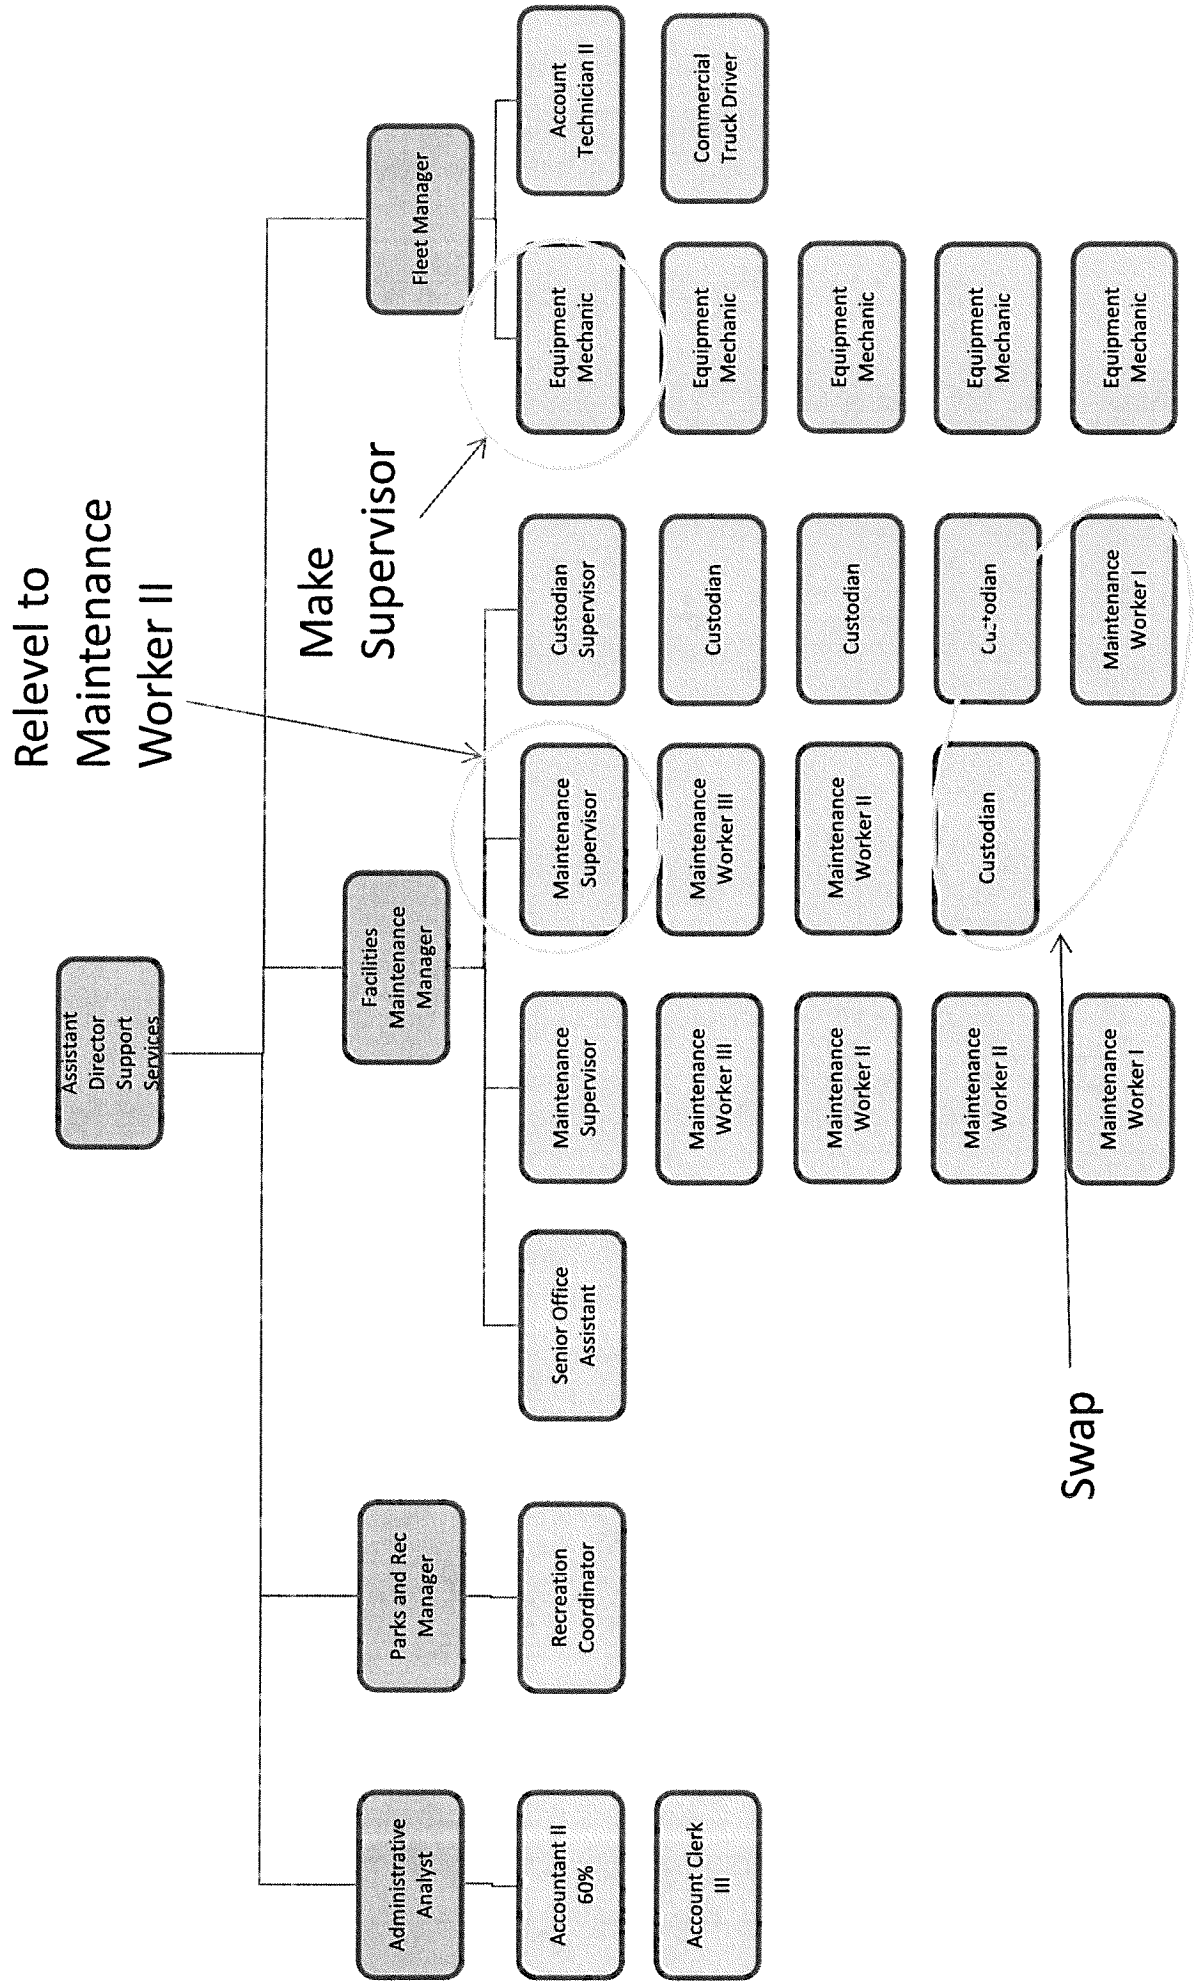 Relevel to
Maintenance
Worker II
Make
Supervisor
Swap
Assistant
Director
Support
Services
Administrative
Analyst
Accountant II
60%
Account Clerk
III
Parks and Rec
Manager
Recreation
Coordinator
Facilities
Maintenance
Manager
Senior Office
Assistant
Maintenance
Supervisor
Maintenance
Worker III
Maintenance
Worker II
Maintenance
Worker II
Maintenance
Worker I
Maintenance
Supervisor
Maintenance
Worker III
Maintenance
Worker II
Custodian
Custodian
Supervisor
Custodian
Custodian
Custodian
Maintenance
Worker I
Fleet Manager
Equipment
Mechanic
Equipment
Mechanic
Equipment
Mechanic
Equipment
Mechanic
Equipment
Mechanic
Account
Technician II
Commercial
Truck Driver